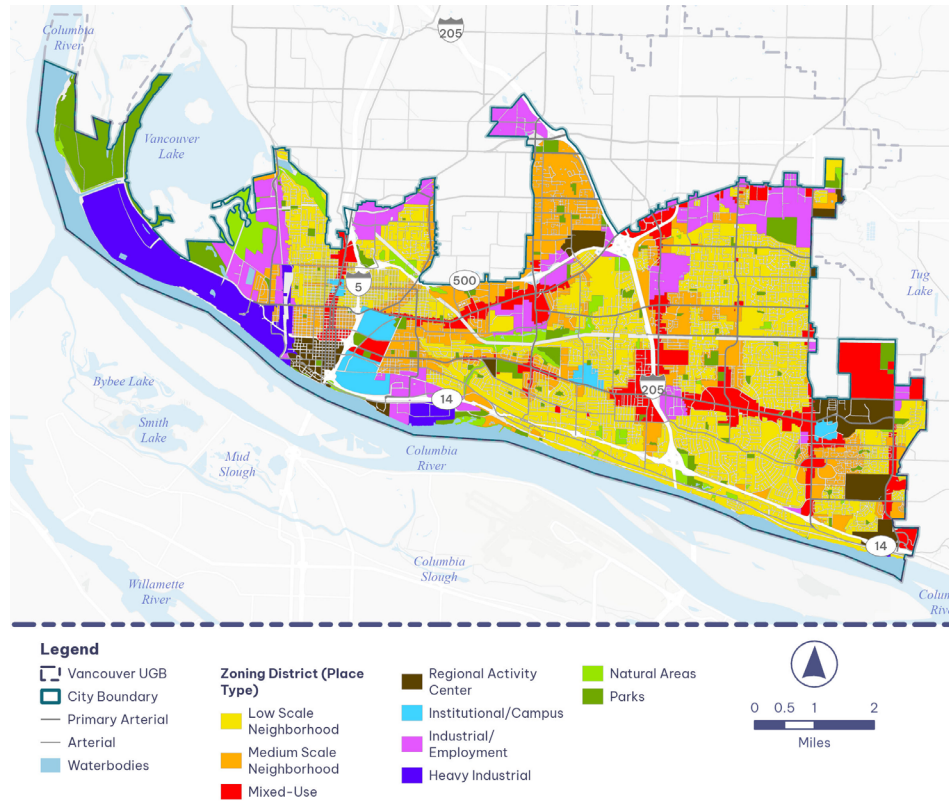 Columbia
River
205
Vancouver
Lake
500
5
Tug
Lake
205
Bybee Lake
14
Smith
Lake
Mud
Slough
Columbia
River
14
Columbia
Slough
Willamette
River
Colum
Rive
Legend
Vancouver UGB
City Boundary
Primary Arterial
Arterial
Waterbodies
Zoning District (Place
Type)
Low Scale
Neighborhood
Medium Scale
Neighborhood
Mixed-Use
Regional Activity
Center
Institutional/Campus
Industrial/
Employment
Heavy Industrial
Natural Areas
Parks
0 0.5 1 2
Miles